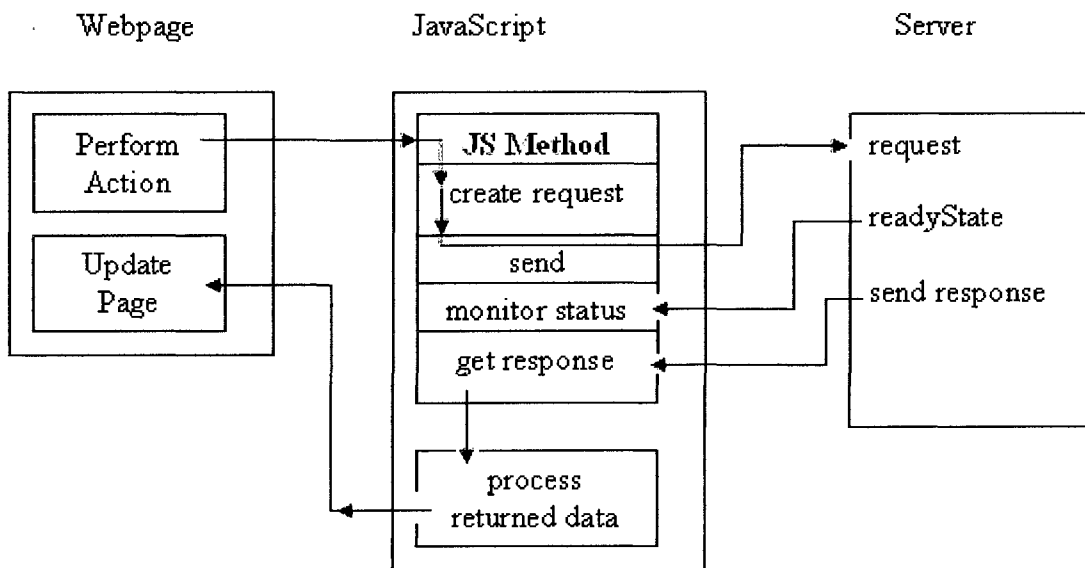 Webpage
JavaScript
Server
Perform
Action
Update
Page
JS Method
create request
send
monitor status
get response
process
returned data
request
readyState
send response